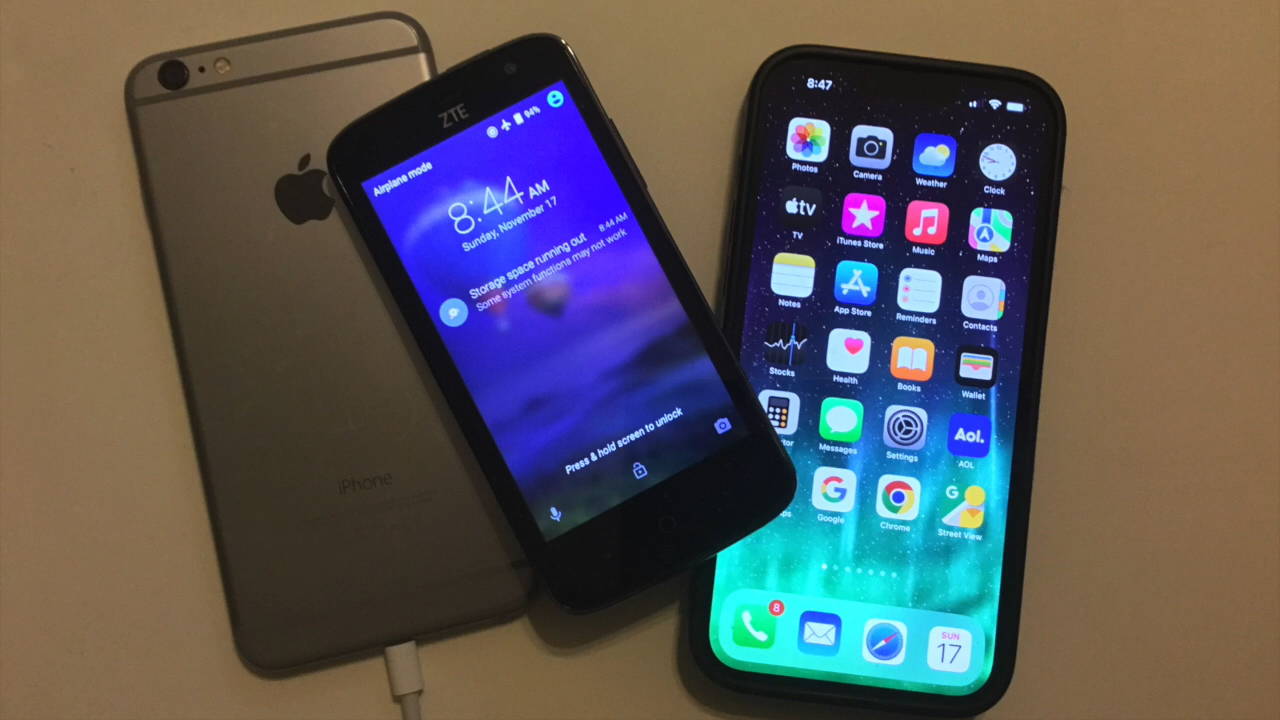 iPhone
ZTE
94%
Airplane mode
8:44 AM
Sunday, November 17
Storage space running out 8:44 AM
Some system functions may not work
Press & hold screen to unlock
8:47
Photos Camera Weather Clock
tv
TV iTunes Store Music Maps
Notes App Store Reminders Contacts
Stocks Health Books Wallet
Aol.
tor Messages Settings AOL
G G
ps Google Chrome Street View
8
SUN
17